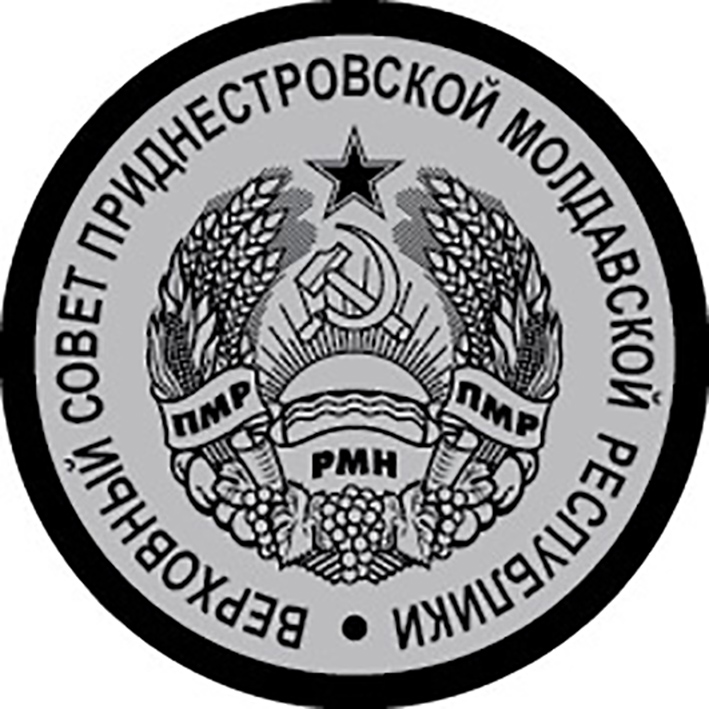 ВЕРХОВНЫЙ СОВЕТ ПРИДНЕСТРОВСКОЙ МОЛДАВСКОЙ РЕСПУБЛИКИ •
ПМР
РМН
ПМР